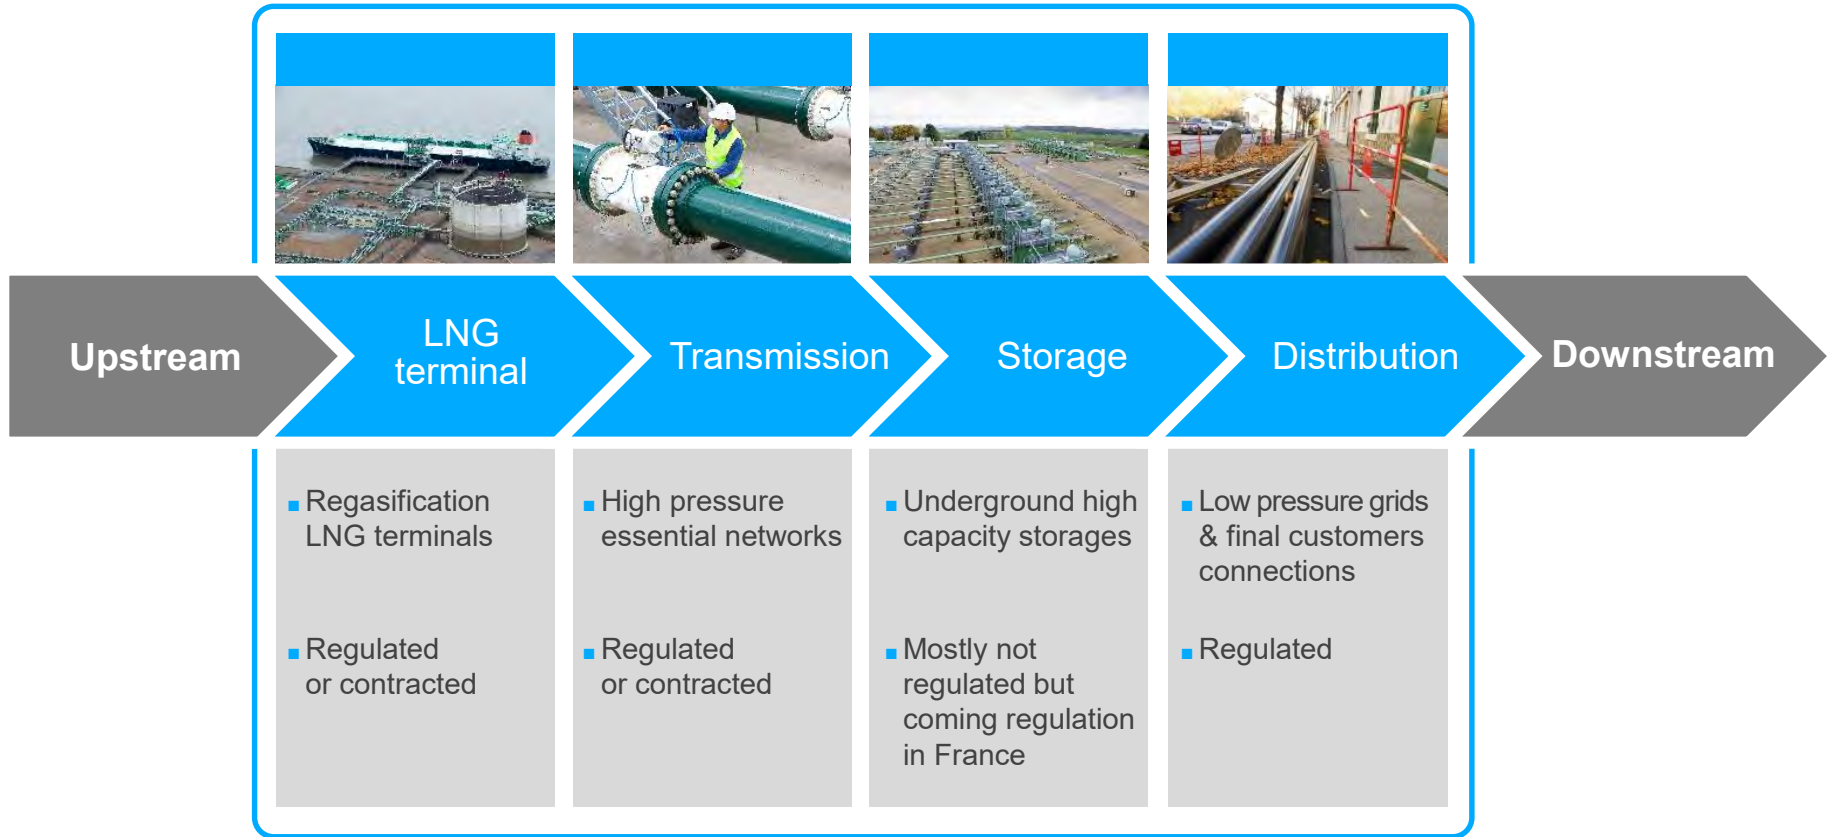 Upstream
LNG
terminal
Transmission
Storage
Distribution
Downstream
Regasification
LNG terminals
Regulated
or contracted
High pressure
essential networks
Regulated
or contracted
Underground high
capacity storages
Mostly not
regulated but
coming regulation
in France
Low pressure grids
& final customers
connections
Regulated